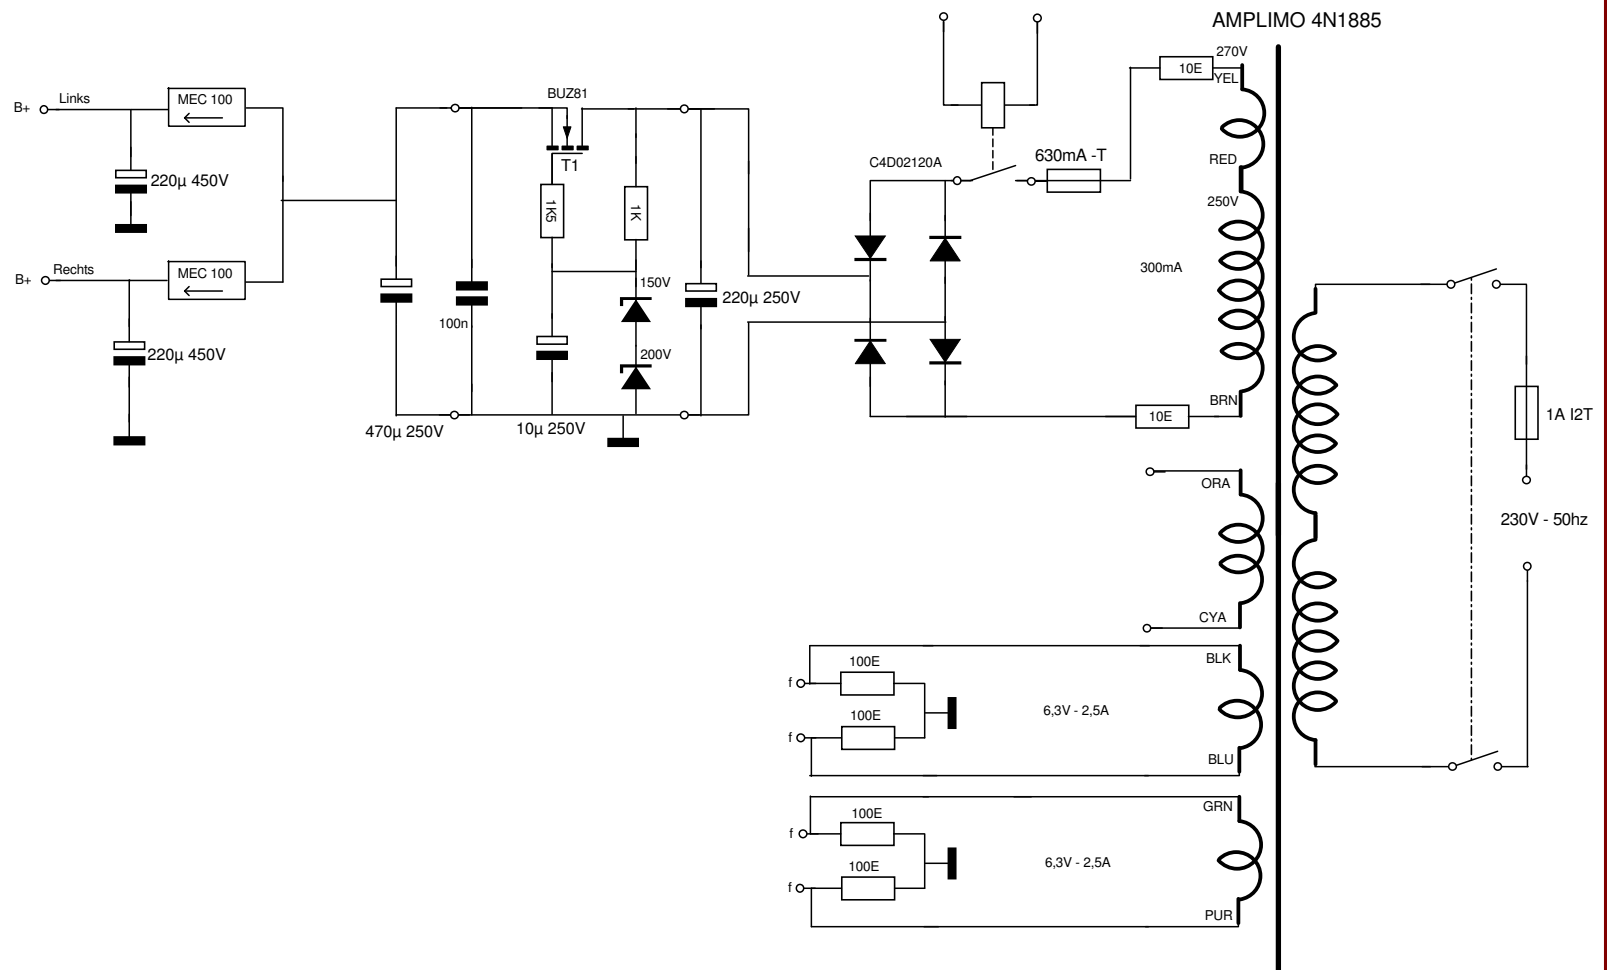 AMPLIMO 4N1885
270V
10E
YEL
BUZ81
Links
MEC 100
B+
T1
C4D02120A
630mA -T
RED
220µ 450V
1K5
1K
250V
Rechts
MEC 100
B+
300mA
150V
220µ 250V
100n
220µ 450V
200V
BRN
10E
1A I2T
470µ 250V
10µ 250V
ORA
230V - 50hz
CYA
BLK
100E
f
100E
6,3V - 2,5A
f
BLU
GRN
100E
f
100E
6,3V - 2,5A
f
PUR